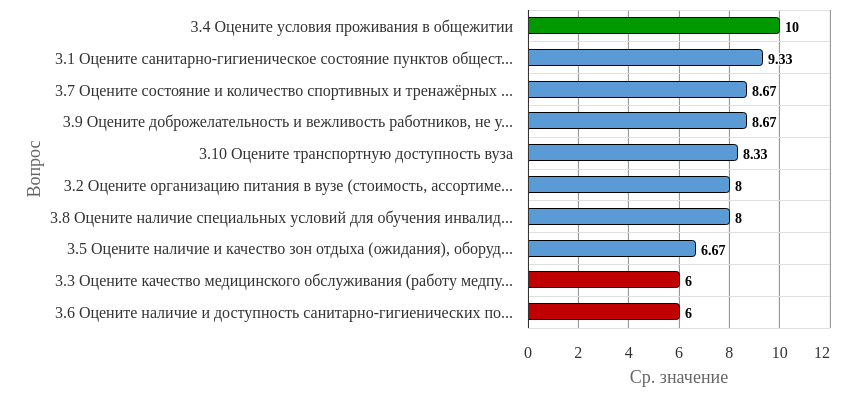 3.4 Оцените условия проживания в общежитии
10
3.1 Оцените санитарно-гигиеническое состояние пунктов общест...
9.33
3.7 Оцените состояние и количество спортивных и тренажёрных ...
8.67
3.9 Оцените доброжелательность и вежливость работников, не у...
8.67
3.10 Оцените транспортную доступность вуза
8.33
3.2 Оцените организацию питания в вузе (стоимость, ассортиме...
8
3.8 Оцените наличие специальных условий для обучения инвалид...
8
3.5 Оцените наличие и качество зон отдыха (ожидания), оборуд...
6.67
3.3 Оцените качество медицинского обслуживания (работу медпу...
6
3.6 Оцените наличие и доступность санитарно-гигиенических по...
6
Вопрос
0 2 4 6 8 10 12
Ср. значение